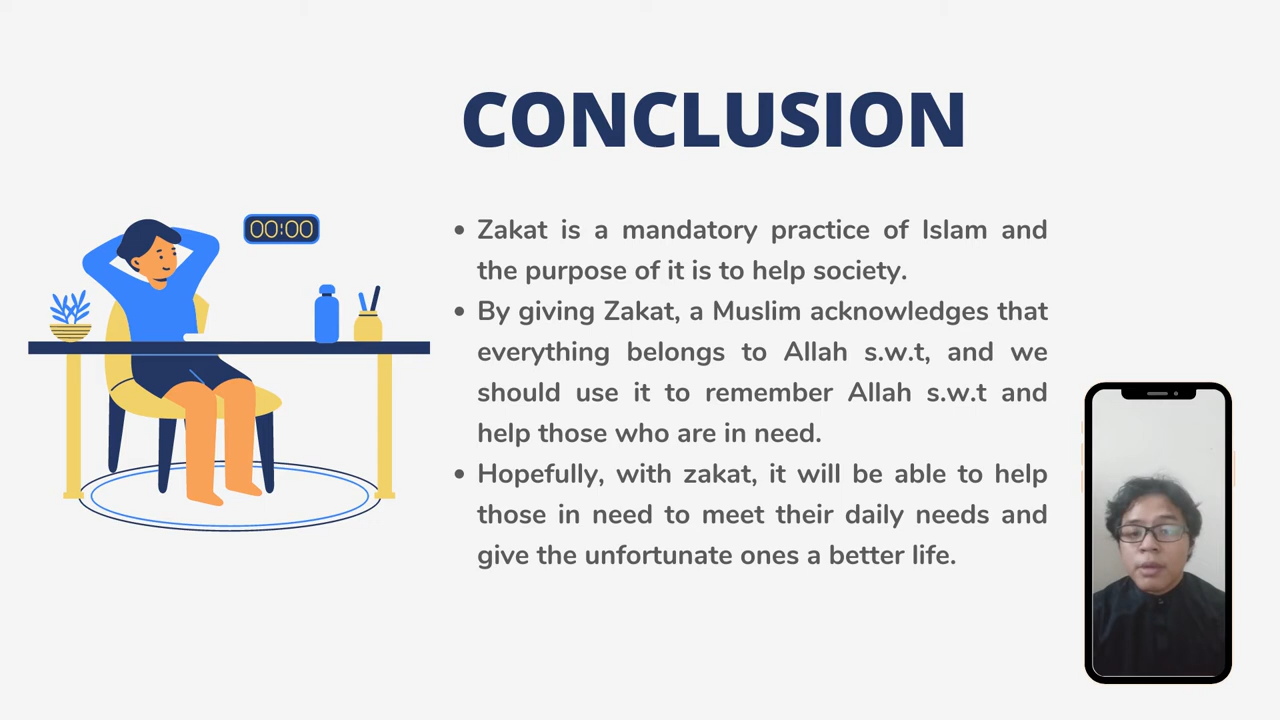 CONCLUSION
00:00
• Zakat is a mandatory practice of Islam and
the purpose of it is to help society.
• By giving Zakat, a Muslim acknowledges that
everything belongs to Allah s.w.t, and we
should use it to remember Allah s.w.t and
help those who are in need.
• Hopefully, with zakat, it will be able to help
those in need to meet their daily needs and
give the unfortunate ones a better life.